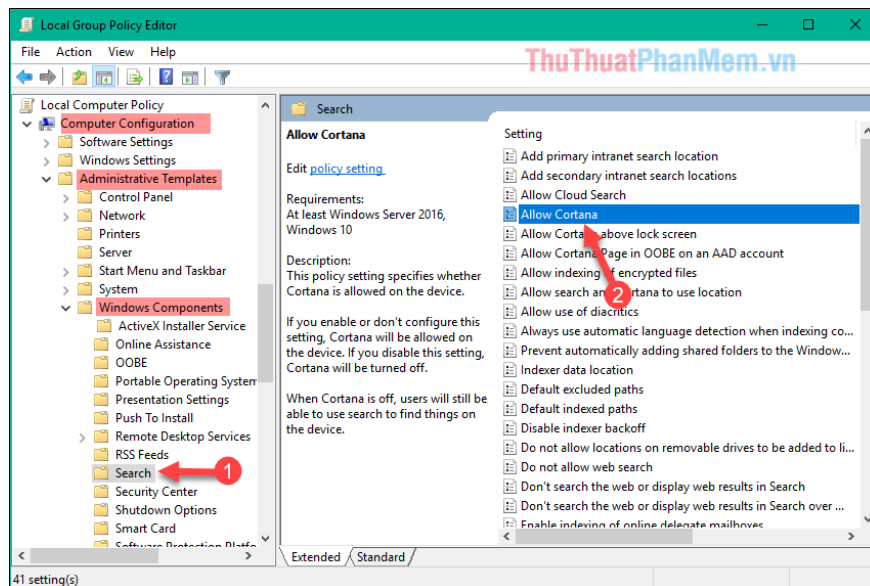 Local Group Policy Editor
File Action View Help
ThuThuatPhanMem.vn
Local Computer Policy
Computer Configuration
Software Settings
Windows Settings
Administrative Templates
Control Panel
Network
Printers
Server
Start Menu and Taskbar
System
Windows Components
ActiveX Installer Service
Online Assistance
OOBE
Portable Operating System
Presentation Settings
Push To Install
Remote Desktop Services
RSS Feeds
Search
1
Security Center
Shutdown Options
Smart Card
Software Protection Platfo
Search
Allow Cortana
Edit policy setting
Requirements:
At least Windows Server 2016,
Windows 10
Description:
This policy setting specifies whether
Cortana is allowed on the device.
If you enable or don't configure this
setting, Cortana will be allowed on
the device. If you disable this setting,
Cortana will be turned off.
When Cortana is off, users will still be
able to use search to find things on
the device.
Setting
Add primary intranet search location
Add secondary intranet search locations
Allow Cloud Search
Allow Cortana
Allow Cortana above lock screen
Allow Cortana Page in OOBE on an AAD account
Allow indexing of encrypted files
Allow search and Cortana to use location
2
Allow use of diacritics
Always use automatic language detection when indexing co...
Prevent automatically adding shared folders to the Window...
Indexer data location
Default excluded paths
Default indexed paths
Disable indexer backoff
Do not allow locations on removable drives to be added to li...
Do not allow web search
Don't search the web or display web results in Search
Don't search the web or display web results in Search over ...
Enable indexing of online delegate mailboxes
Extended Standard
41 setting(s)